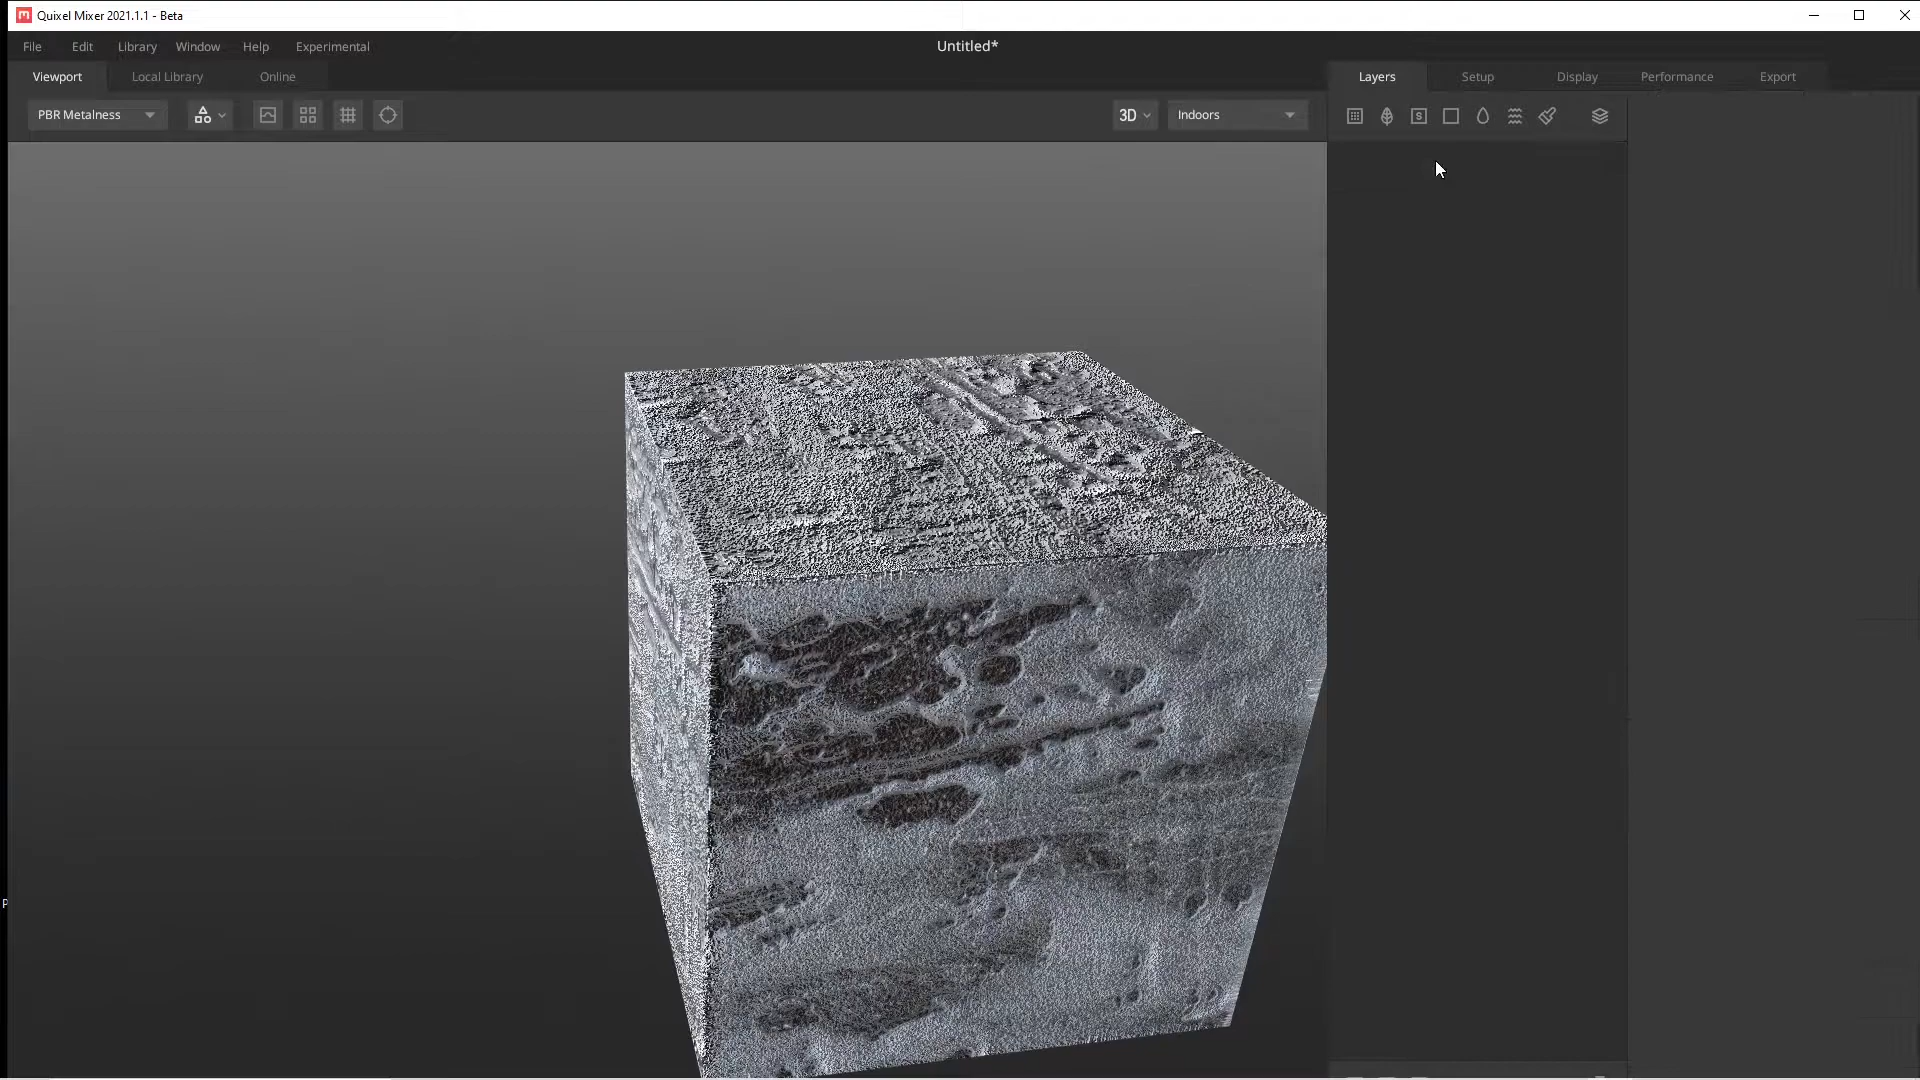 Quixel Mixer 2021.1.1 - Beta
File Edit Library Window Help Experimental
Untitled*
Viewport Local Library Online
Layers Setup Display Performance Export
PBR Metalness
3D
Indoors
S
P